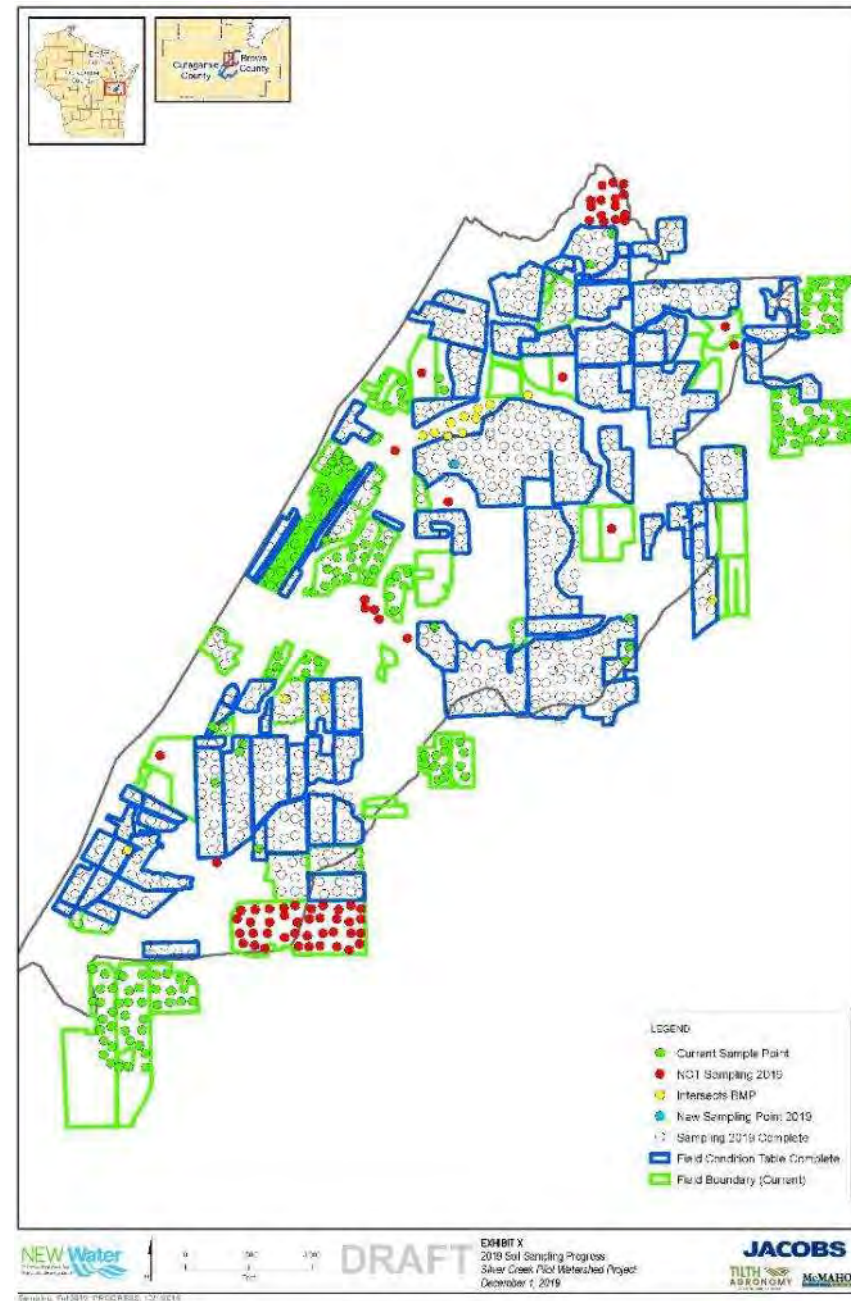 Outagamie
County
Brown
County
LEGEND
Current Sample Point
NOT Sampling 2019
Intersects BMP
New Sampling Point 2019
Sampling 2019 Complete
Field Condition Table Complete
Field Boundary (Current)
NEW Water
DRAFT
EXHIBIT X
2019 Soil Sampling Progress
Silver Creek Pilot Watershed Project
December 1, 2019
JACOBS
TILTH
AGRONOMY
McMAHON